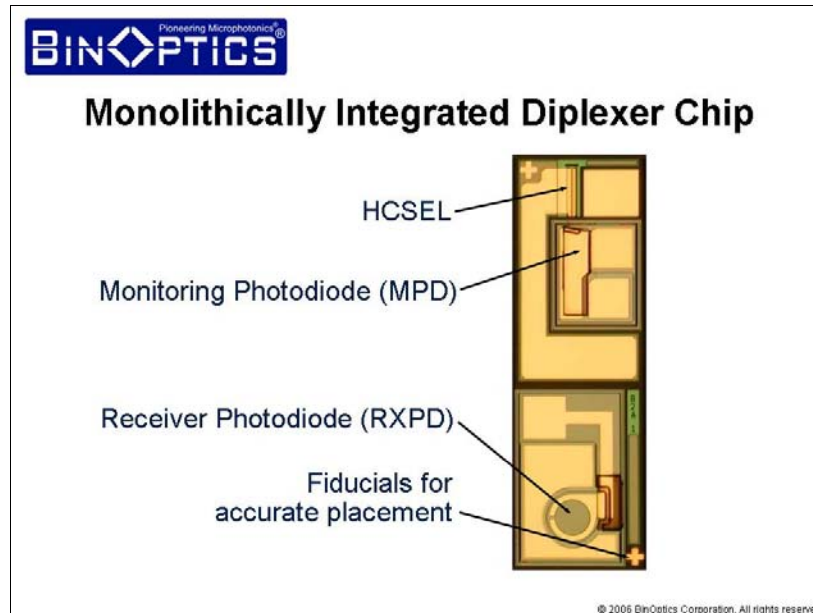 Pioneering Microphotonics®
BINOPTICS®
Monolithically Integrated Diplexer Chip
HCSEL
Monitoring Photodiode (MPD)
Receiver Photodiode (RXPD)
Fiducials for
accurate placement
© 2006 BinOptics Corporation. All rights reserve